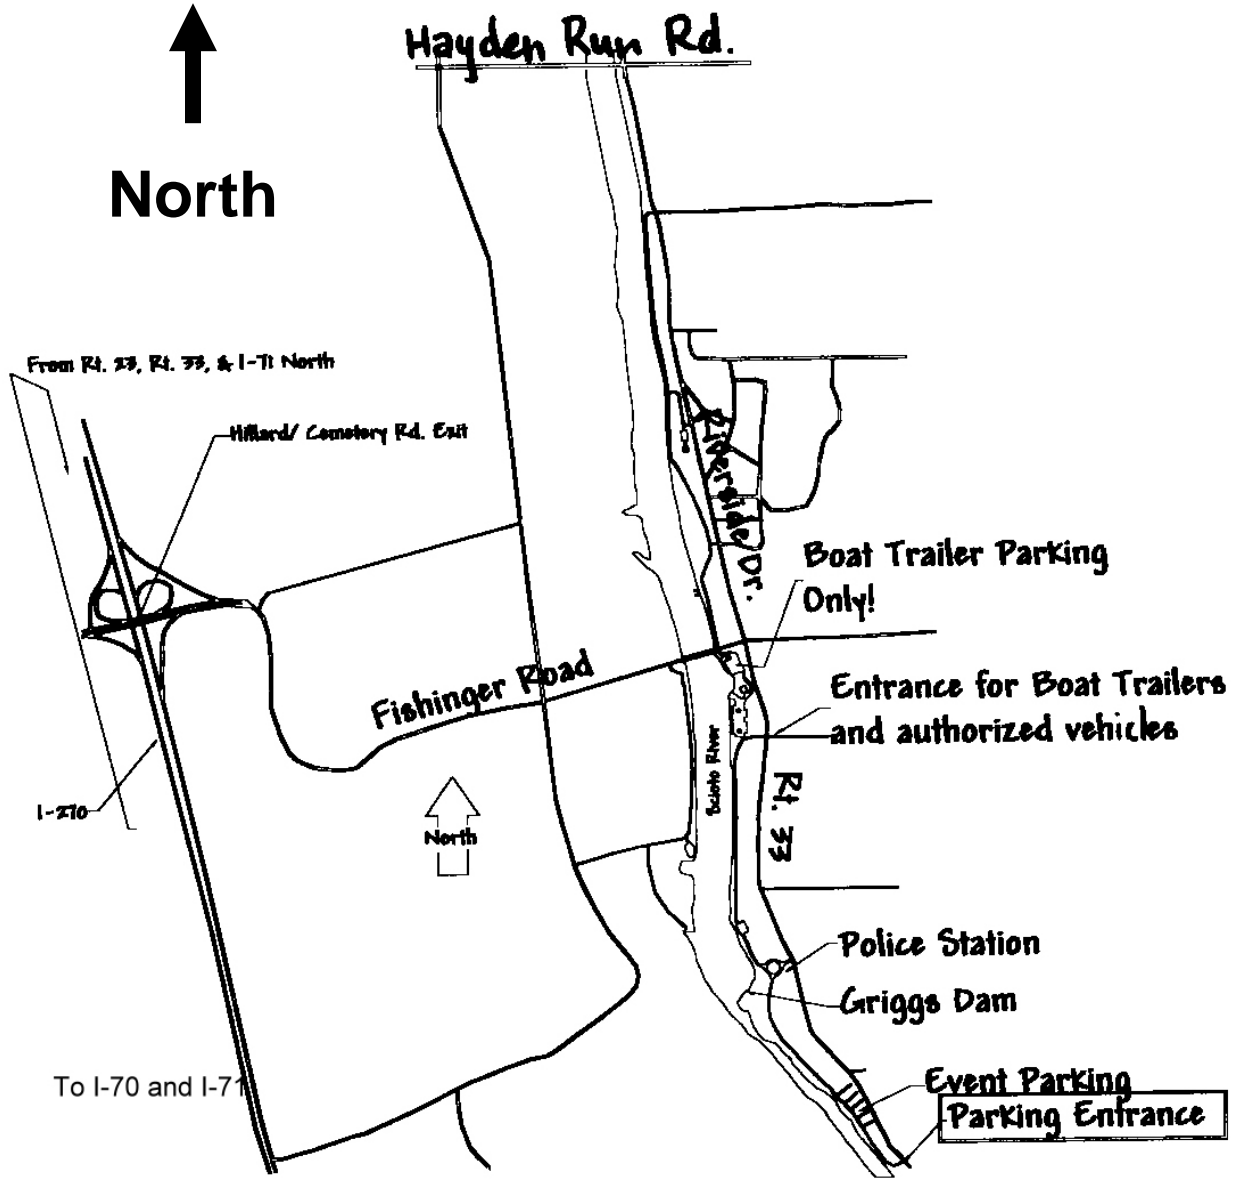 Hayden Run Rd.
North
From Rt. 23, Rt. 33, & I-71 North
Hilliard/ Cemetery Rd. Exit
Riverside Dr.
Boat Trailer Parking
Only!
Fishinger Road
Entrance for Boat Trailers
and authorized vehicles
Scioto River
Rt. 33
I-270
North
Police Station
Griggs Dam
To I-70 and I-71
Event Parking
Parking Entrance